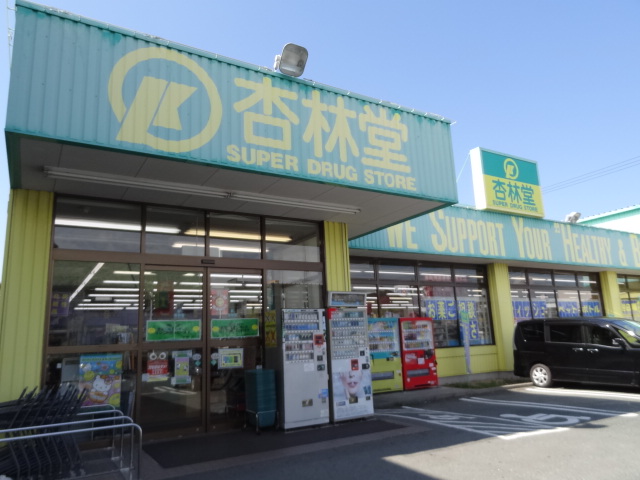 杏林堂
SUPER DRUG STORE
杏林堂
SUPER DRUG STORE
WE SUPPORT YOUR "HEALTHY & B